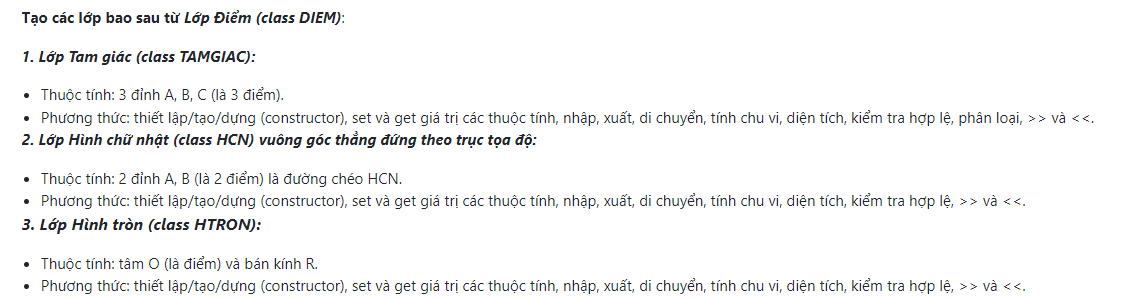 Tạo các lớp bao sau từ Lớp Điểm (class DIEM):
1. Lớp Tam giác (class TAMGIAC):
• Thuộc tính: 3 đỉnh A, B, C (là 3 điểm).
• Phương thức: thiết lập/tạo/dựng (constructor), set và get giá trị các thuộc tính, nhập, xuất, di chuyển, tính chu vi, diện tích, kiểm tra hợp lệ, phân loại, >> và <<.
2. Lớp Hình chữ nhật (class HCN) vuông góc thẳng đứng theo trục tọa độ:
• Thuộc tính: 2 đỉnh A, B (là 2 điểm) là đường chéo HCN.
• Phương thức: thiết lập/tạo/dựng (constructor), set và get giá trị các thuộc tính, nhập, xuất, di chuyển, tính chu vi, diện tích, kiểm tra hợp lệ, >> và <<.
3. Lớp Hình tròn (class HTRON):
• Thuộc tính: tâm O (là điểm) và bán kính R.
• Phương thức: thiết lập/tạo/dựng (constructor), set và get giá trị các thuộc tính, nhập, xuất, di chuyển, tính chu vi, diện tích, kiểm tra hợp lệ, >> và <<.